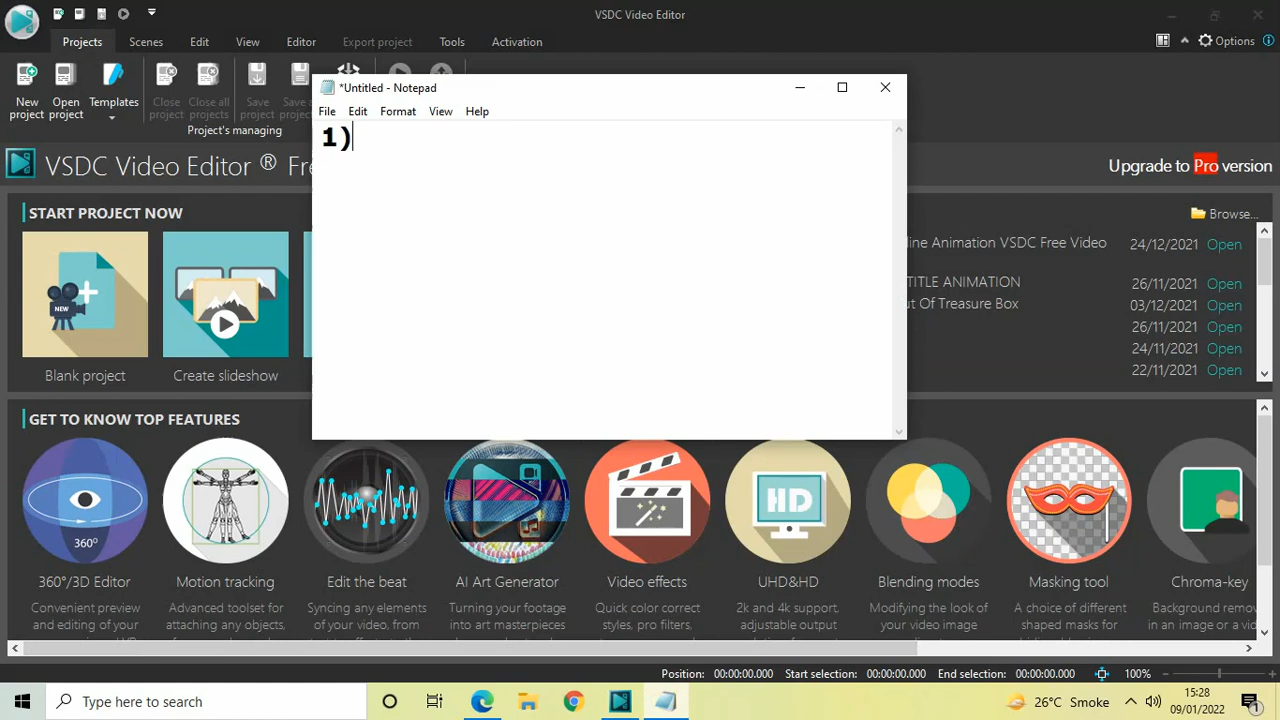 VSDC Video Editor
Projects Scenes Edit View Editor Export project Tools Activation
Options
New project
Open project
Templates
Close project
Close all projects
Save project
Project's managing
*Untitled - Notepad
File Edit Format View Help
1)
VSDC Video Editor ® Fre
Upgrade to Pro version
START PROJECT NOW
Browse...
Blank project
Create slideshow
line Animation VSDC Free Video 24/12/2021 Open
TITLE ANIMATION 26/11/2021 Open
ut Of Treasure Box 03/12/2021 Open
26/11/2021 Open
24/11/2021 Open
22/11/2021 Open
GET TO KNOW TOP FEATURES
NEW
360°
HD
360°/3D Editor
Convenient preview
and editing of your
Motion tracking
Advanced toolset for
attaching any objects,
Edit the beat
Syncing any elements
of your video, from
AI Art Generator
Turning your footage
into art masterpieces
Video effects
Quick color correct
styles, pro filters,
UHD&HD
2k and 4k support,
adjustable output
Blending modes
Modifying the look of
your video image
Masking tool
A choice of different
shaped masks for
Chroma-key
Background remov
in an image or a vid
Position: 00:00:00.000 Start selection: 00:00:00.000 End selection: 00:00:00.000 100%
Type here to search
26°C Smoke
15:28
09/01/2022
1